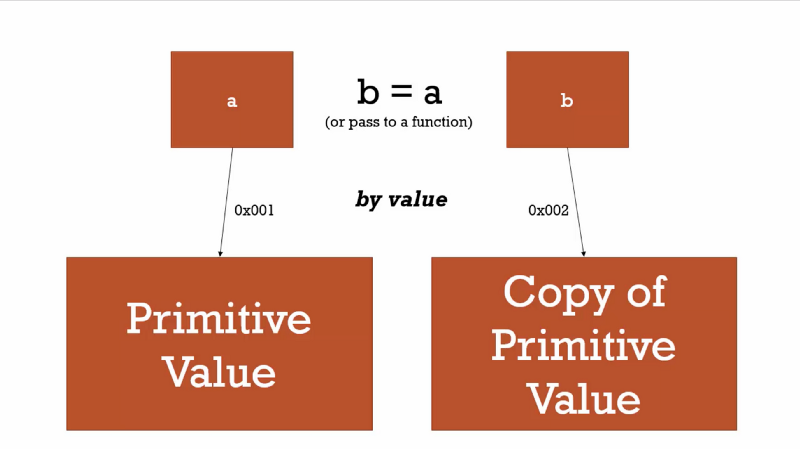 a
b = a
(or pass to a function)
b
0x001
by value
0x002
Primitive
Value
Copy of
Primitive
Value